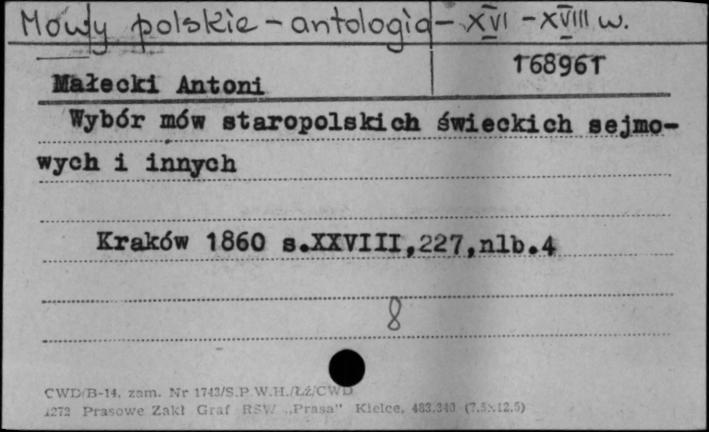 Mowy polskie - antologia - XVI - XVIII w.
168961
Małecki Antoni
Wybór mów staropolskich świeckich sejmo-
wych i innych
Kraków 1860 s.XXVIII,227,nlb.4
8
CWD/B-14. zam. Nr 1743/S.P W.H./Łź/CWD
1272 Prasowe Zakł Graf RSW „Prasa" Kielce, 483.340 (7.5x12.5)